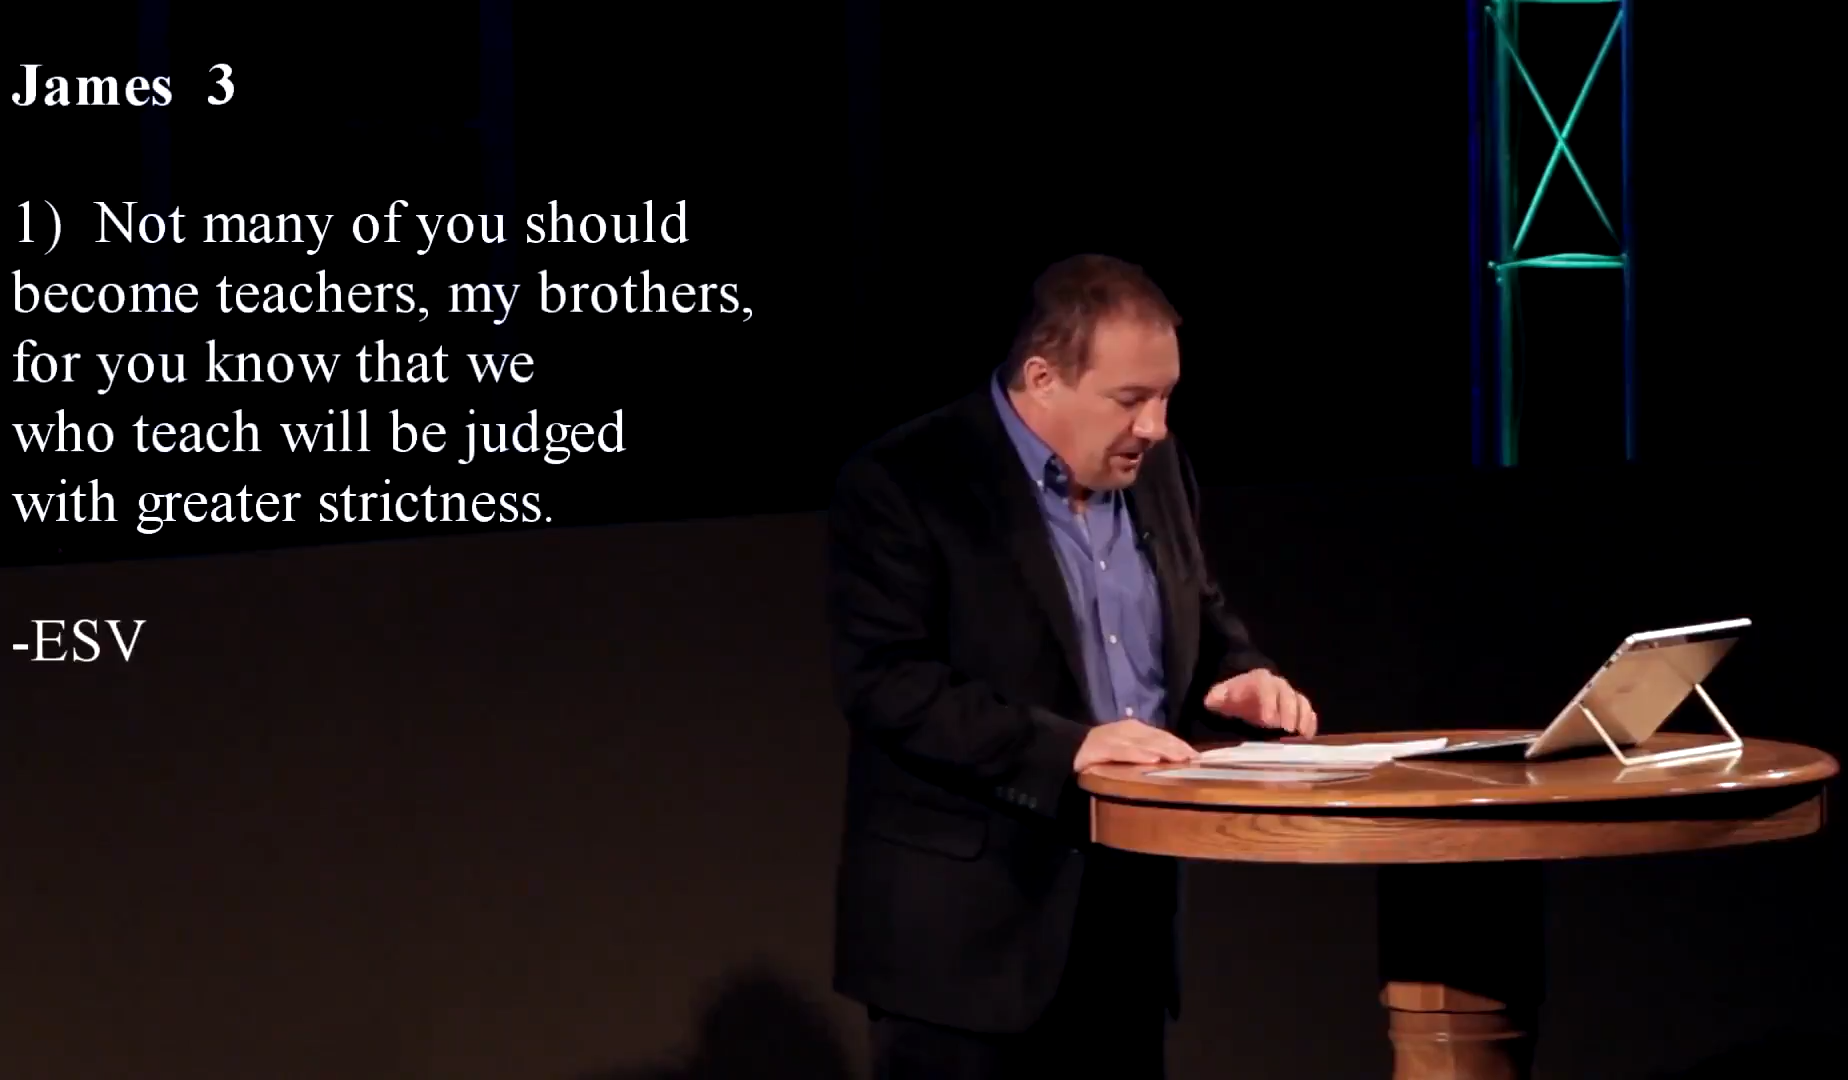 James 3
1) Not many of you should
become teachers, my brothers,
for you know that we
who teach will be judged
with greater strictness.
-ESV